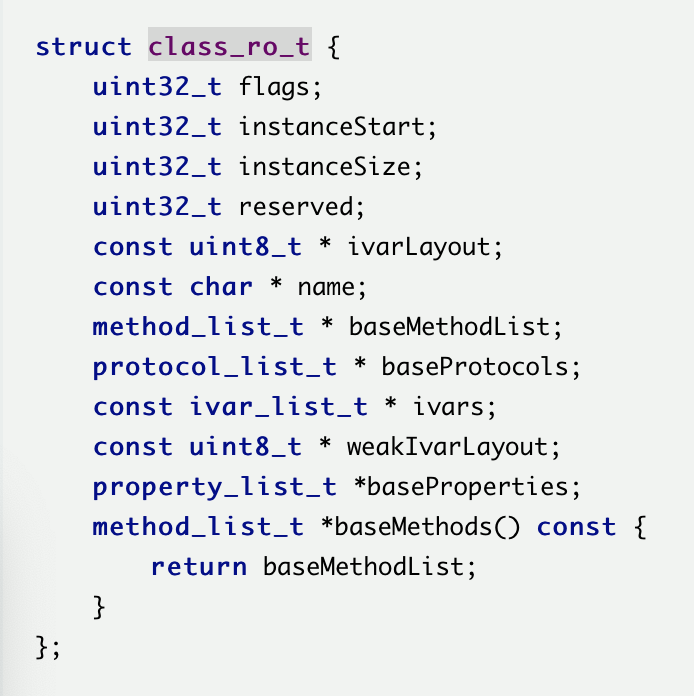 struct class_ro_t {
    uint32_t flags;
    uint32_t instanceStart;
    uint32_t instanceSize;
    uint32_t reserved;
    const uint8_t * ivarLayout;
    const char * name;
    method_list_t * baseMethodList;
    protocol_list_t * baseProtocols;
    const ivar_list_t * ivars;
    const uint8_t * weakIvarLayout;
    property_list_t *baseProperties;
    method_list_t *baseMethods() const {
        return baseMethodList;
    }
};